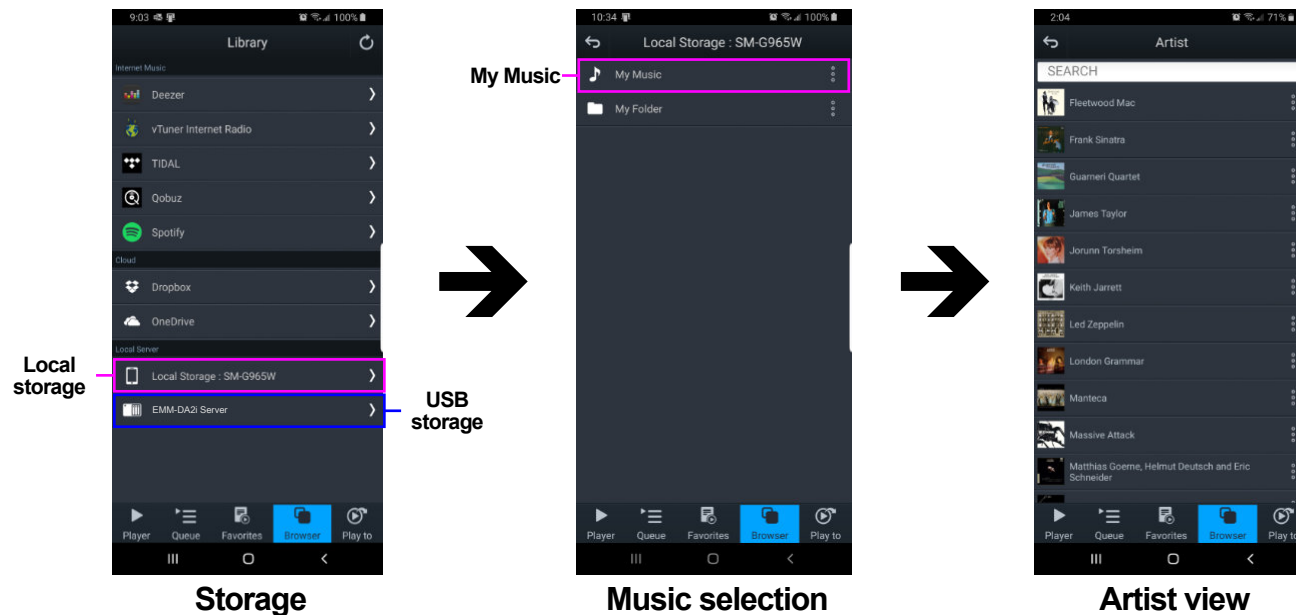 9:03 100%
Library
Internet Music
Deezer
vTuner Internet Radio
TIDAL
Qobuz
Spotify
Cloud
Dropbox
OneDrive
Local Server
Local Storage : SM-G965W
EMM-DA2i Server
Player Queue Favorites Browser Play to
Local
storage
USB
storage
Storage
10:34 100%
Local Storage : SM-G965W
My Music
My Music
My Folder
Player Queue Favorites Browser Play to
Music selection
2:04 71%
Artist
SEARCH
Fleetwood Mac
Frank Sinatra
Guarneri Quartet
James Taylor
Jorunn Torsheim
Keith Jarrett
Led Zeppelin
London Grammar
Manteca
Massive Attack
Matthias Goerne, Helmut Deutsch and Eric
Schneider
Player Queue Favorites Browser Play to
Artist view